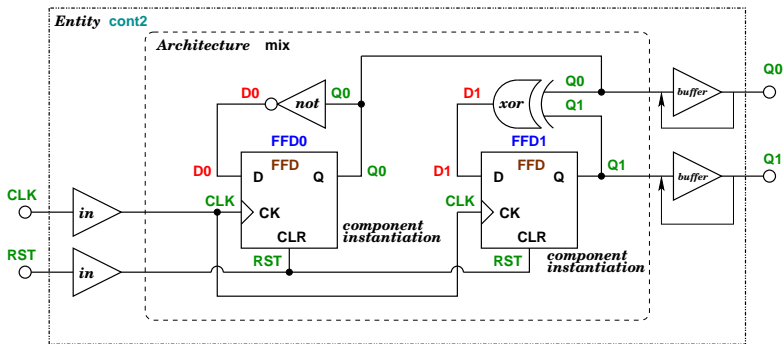 Entity cont2
Architecture mix
D0
not
Q0
D1
xor
Q0
Q1
buffer
Q0
FFD0
FFD1
D0
FFD
D
Q
Q0
D1
FFD
D
Q
Q1
buffer
Q1
CLK
in
CLK
CK
CLR
component
instantiation
CLK
CK
CLR
component
instantiation
RST
in
RST
RST